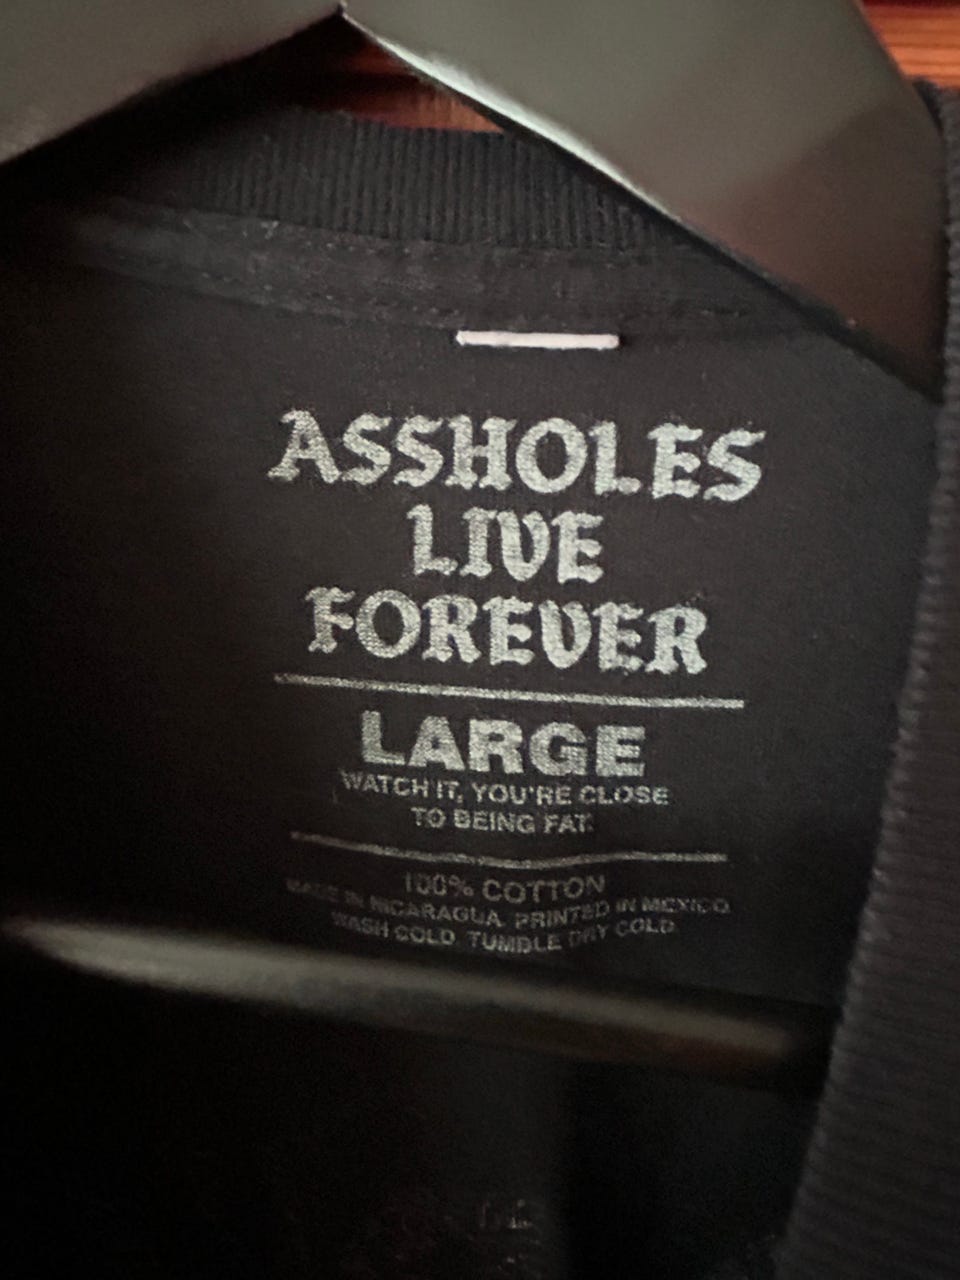 ASSHOLES
LIVE
FOREVER
LARGE
WATCH IT, YOU'RE CLOSE
TO BEING FAT.
100% COTTON
MADE IN NICARAGUA. PRINTED IN MEXICO.
WASH COLD. TUMBLE DRY COLD.